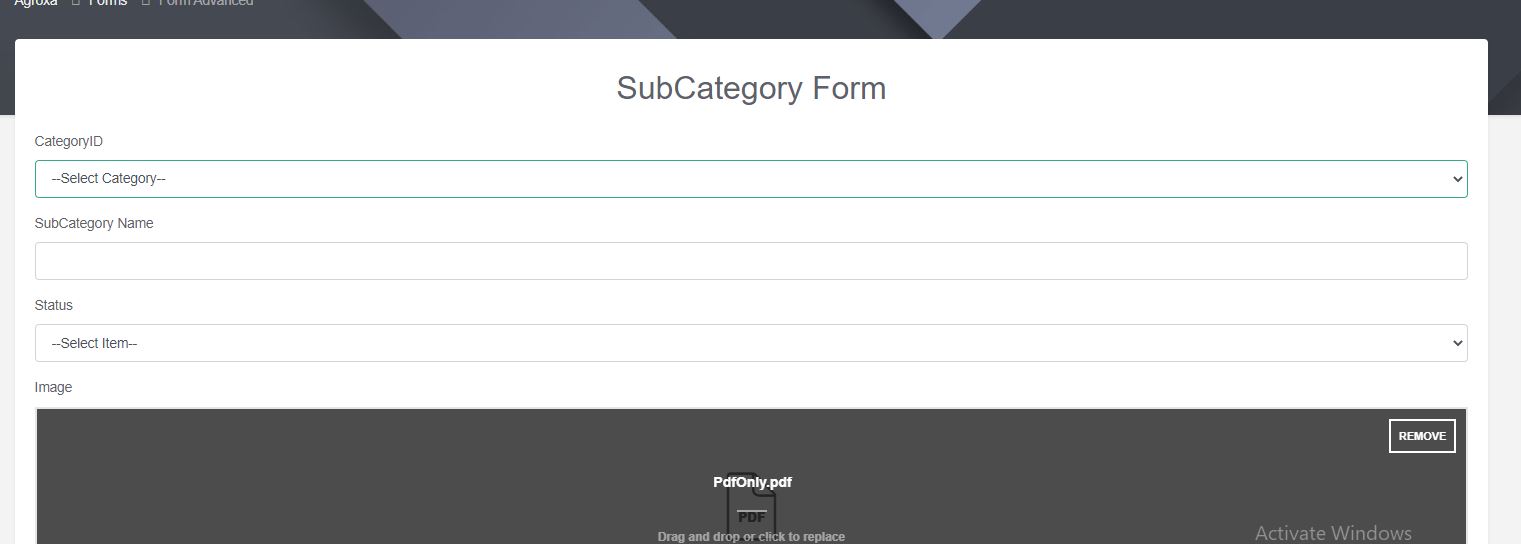 Agroxa Forms Form Advanced
SubCategory Form
CategoryID
--Select Category--
SubCategory Name
Status
--Select Item--
Image
REMOVE
PdfOnly.pdf
PDF
Drag and drop or click to replace
Activate Windows